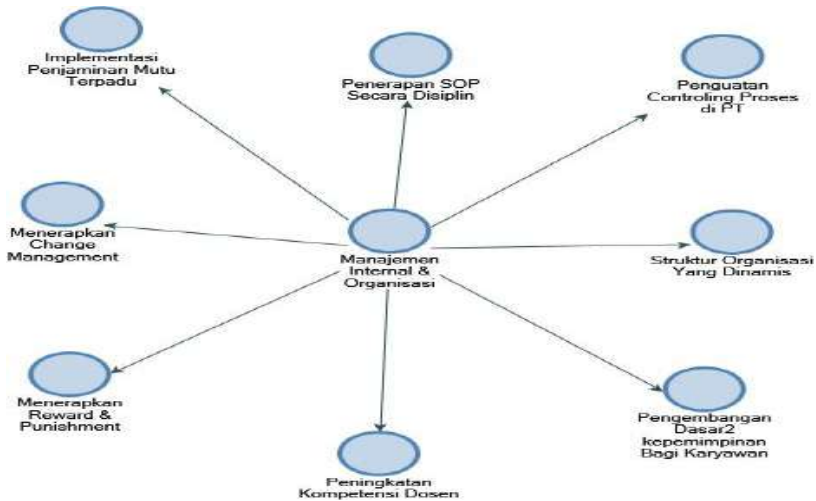 Implementasi
Penjaminan Mutu
Terpadu
Penerapan SOP
Secara Disiplin
Penguatan
Controling Proses
di PT
Menerapkan
Change
Management
Manajemen
Internal &
Organisasi
Struktur Organisasi
Yang Dinamis
Menerapkan
Reward &
Punishment
Peningkatan
Kompetensi Dosen
Pengembangan
Dasar2
kepemimpinan
Bagi Karyawan